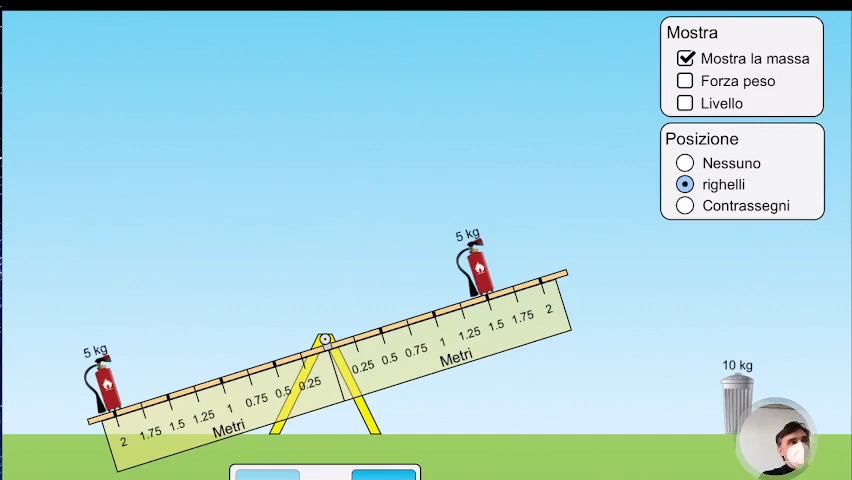 Mostra
Mostra la massa
Forza peso
Livello
Posizione
Nessuno
righelli
Contrassegni
5 kg
5 kg
10 kg
2 1.75 1.5 1.25 1 0.75 0.5 0.25 0.25 0.5 0.75 1 1.25 1.5 1.75 2
Metri
Metri